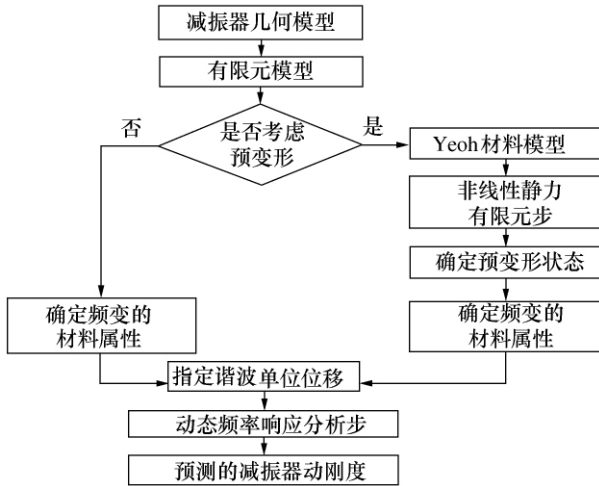 减振器几何模型
有限元模型
是否考虑
预变形
否
是
Yeoh材料模型
非线性静力
有限元步
确定预变形状态
确定频变的
材料属性
确定频变的
材料属性
指定谐波单位位移
动态频率响应分析步
预测的减振器动刚度